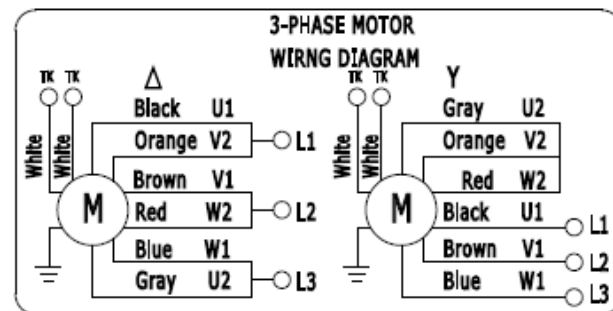 3-PHASE MOTOR
WIRNG DIAGRAM
TK TK Δ
Black U1
Orange V2 L1
White White
Brown V1
M Red W2 L2
Blue W1
Gray U2 L3
TK TK Y
Gray U2
Orange V2
White White
Red W2
M Black U1 L1
Brown V1 L2
Blue W1 L3